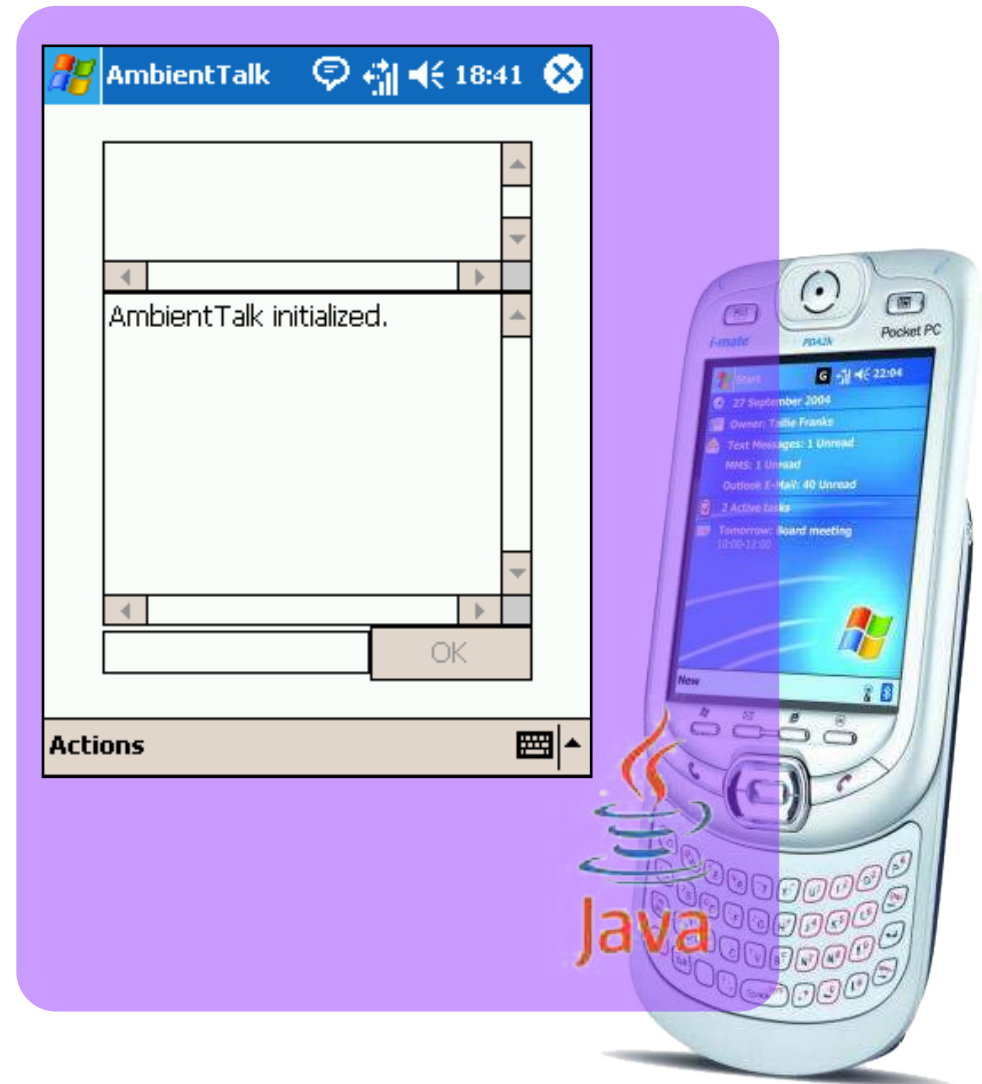 AmbientTalk 18:41
AmbientTalk initialized.
OK
Actions
i-mate PDA2k Pocket PC
Start G 22:04
27 September 2004
Owner: Tallie Franks
Text Messages: 1 Unread
MMS: 1 Unread
Outlook E-Mail: 40 Unread
2 Active tasks
Tomorrow: Board meeting
10:00-12:00
New
Java